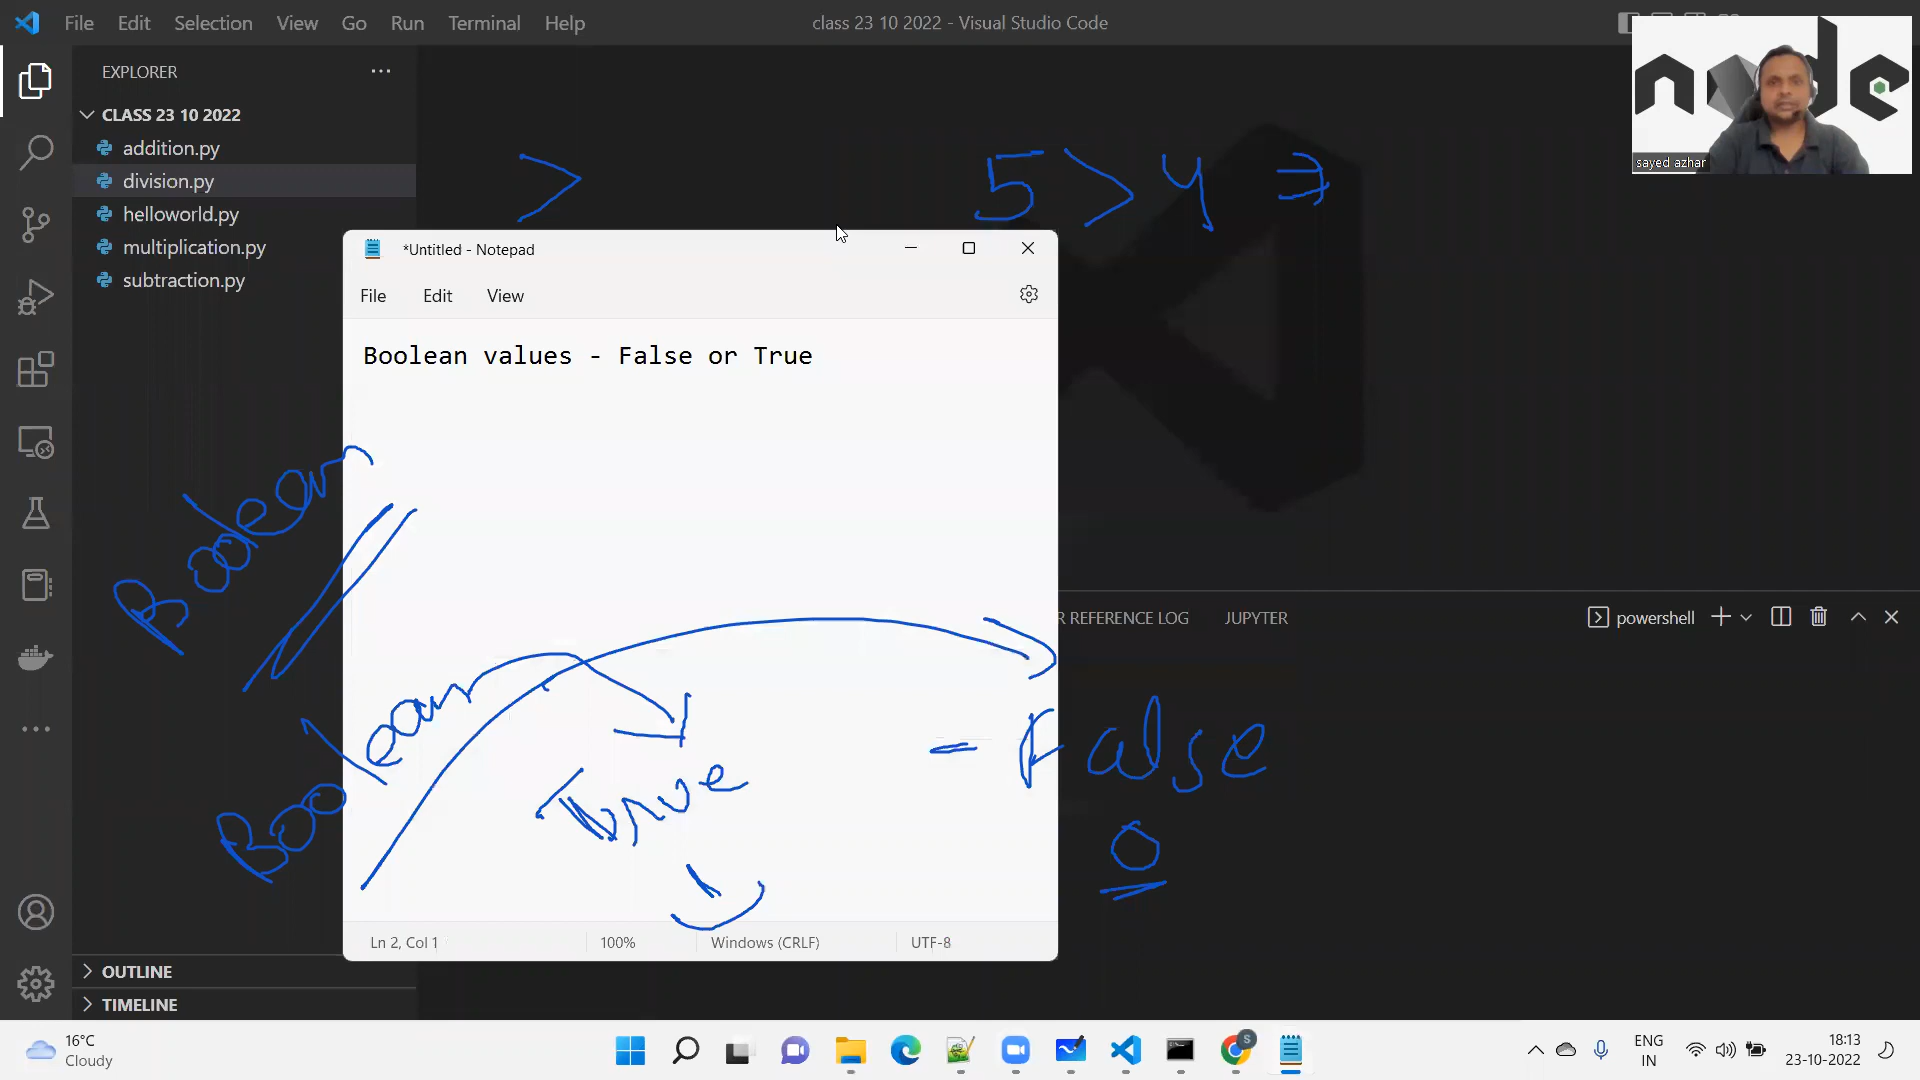 File Edit Selection View Go Run Terminal Help
class 23 10 2022 - Visual Studio Code
EXPLORER
CLASS 23 10 2022
addition.py
division.py
helloworld.py
multiplication.py
subtraction.py
node
sayed azhar
>
5 > 4 ⇒
*Untitled - Notepad
File Edit View
Boolean values - False or True
Boolean
Boolean
True
= False
0
R REFERENCE LOG JUPYTER
powershell
Ln 2, Col 1 100% Windows (CRLF) UTF-8
OUTLINE
TIMELINE
16°C
Cloudy
S
ENG
IN
18:13
23-10-2022